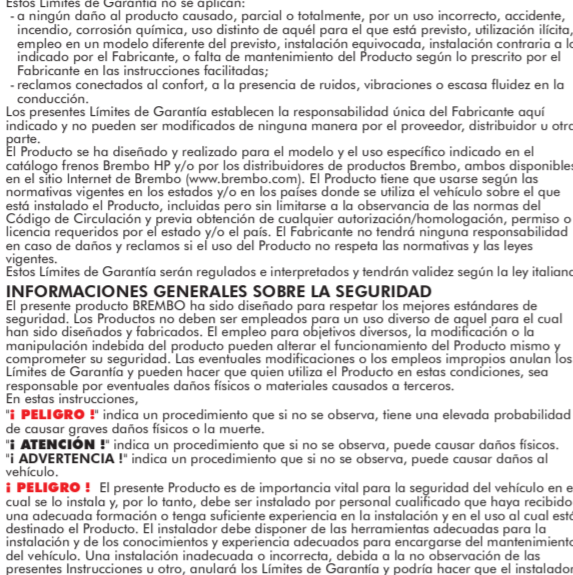 Estos Límites de Garantía no se aplican:
- a ningún daño al producto causado, parcial o totalmente, por un uso incorrecto, accidente,
incendio, corrosión química, uso distinto de aquél para el que está previsto, utilización ilícita,
empleo en un modelo diferente del previsto, instalación equivocada, instalación contraria a lo
indicado por el Fabricante, o falta de mantenimiento del Producto según lo prescrito por el
Fabricante en las instrucciones facilitadas;
- reclamos conectados al confort, a la presencia de ruidos, vibraciones o escasa fluidez en la
conducción.
Los presentes Límites de Garantía establecen la responsabilidad única del Fabricante aquí
indicado y no pueden ser modificados de ninguna manera por el proveedor, distribuidor u otra
parte.
El Producto se ha diseñado y realizado para el modelo y el uso específico indicado en el
catálogo frenos Brembo HP y/o por los distribuidores de productos Brembo, ambos disponibles
en el sitio Internet de Brembo (www.brembo.com). El Producto tiene que usarse según las
normativas vigentes en los estados y/o en los países donde se utiliza el vehículo sobre el que
está instalado el Producto, incluidas pero sin limitarse a la observancia de las normas del
Código de Circulación y previa obtención de cualquier autorización/homologación, permiso o
licencia requeridos por el estado y/o el país. El Fabricante no tendrá ninguna responsabilidad
en caso de daños y reclamos si el uso del Producto no respeta las normativas y las leyes
vigentes.
Estos Límites de Garantía serán regulados e interpretados y tendrán validez según la ley italiana
INFORMACIONES GENERALES SOBRE LA SEGURIDAD
El presente producto BREMBO ha sido diseñado para respetar los mejores estándares de
seguridad. Los Productos no deben ser empleados para un uso diverso de aquel para el cual
han sido diseñados y fabricados. El empleo para objetivos diversos, la modificación o la
manipulación indebida del producto pueden alterar el funcionamiento del Producto mismo y
comprometer su seguridad. Las eventuales modificaciones o los empleos impropios anulan los
Límites de Garantía y pueden hacer que quien utiliza el Producto en estas condiciones, sea
responsable por eventuales daños físicos o materiales causados a terceros.
En estas instrucciones,
"¡ PELIGRO !" indica un procedimiento que si no se observa, tiene una elevada probabilidad
de causar graves daños físicos o la muerte.
"¡ ATENCIÓN !" indica un procedimiento que si no se observa, puede causar daños físicos.
"¡ ADVERTENCIA !" indica un procedimiento que si no se observa, puede causar daños al
vehículo.
¡ PELIGRO ! El presente Producto es de importancia vital para la seguridad del vehículo en el
cual se lo instala y, por lo tanto, debe ser instalado por personal cualificado que haya recibido
una adecuada formación o tenga suficiente experiencia en la instalación y en el uso al cual está
destinado el Producto. El instalador debe disponer de las herramientas adecuadas para la
instalación y de los conocimientos y experiencia adecuados para encargarse del mantenimiento
del vehículo. Una instalación inadecuada o incorrecta, debida a la no observación de las
presentes Instrucciones u otro, anulará los Límites de Garantía y podría hacer que el instalador